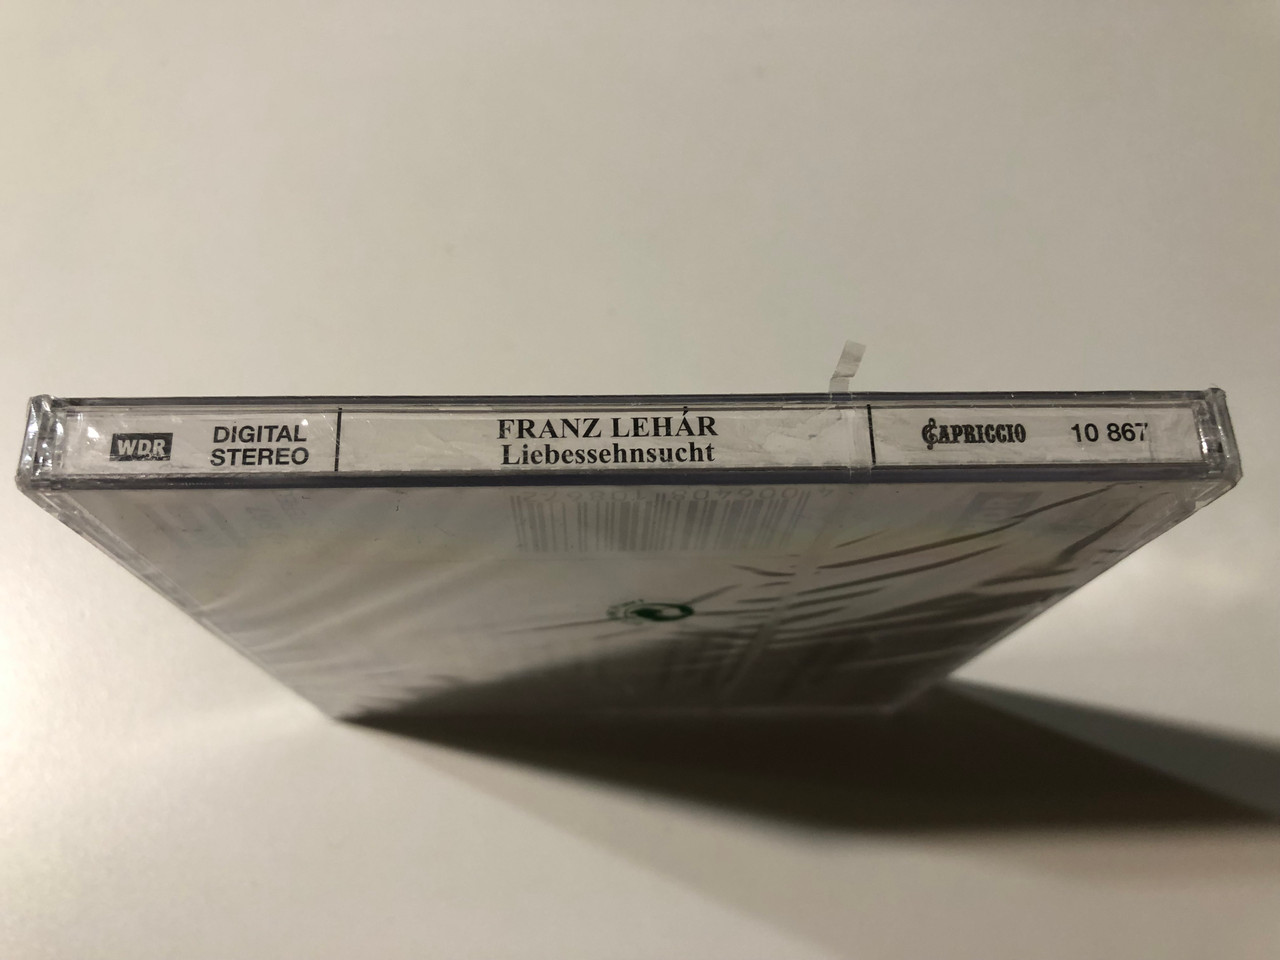 WDR
DIGITAL
STEREO
FRANZ LEHÁR
Liebessehnsucht
CAPRICCIO
10 867